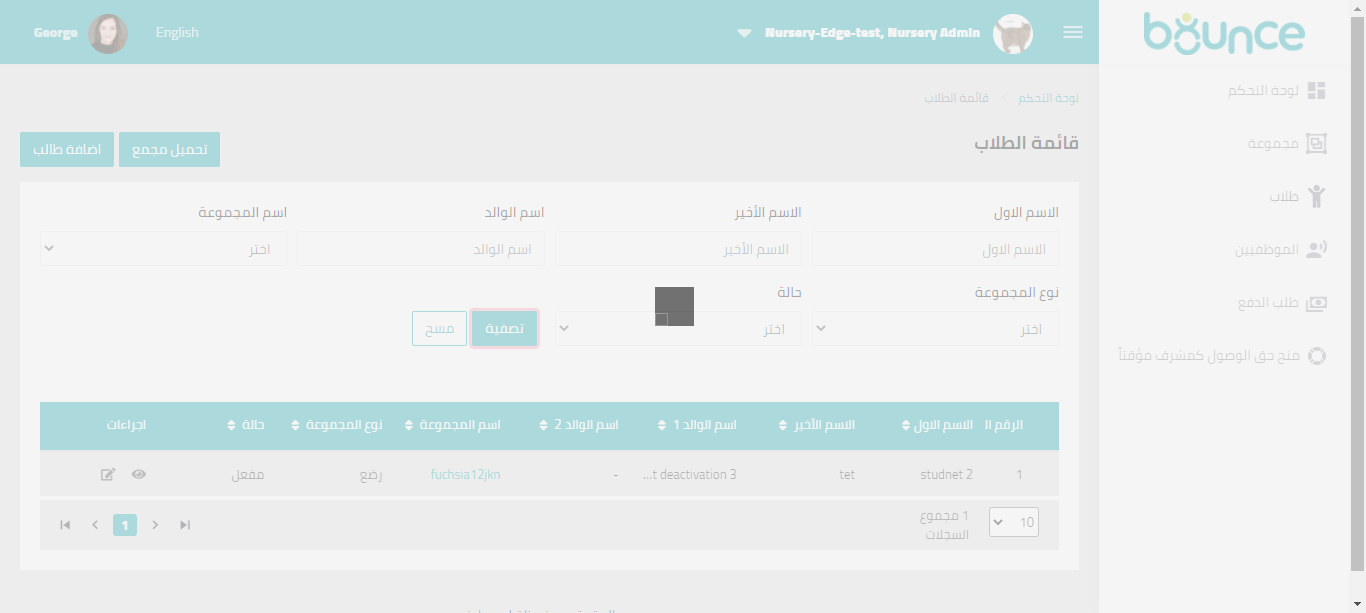 bounce
Nursery-Edge-test, Nursery Admin
English
George
لوحة التحكم
مجموعة
طلاب
الموظفيين
طلب الدفع
منح حق الوصول كمشرف مؤقتاً
لوحة التحكم
قائمة الطلاب
قائمة الطلاب
تحميل مجمع
اضافة طالب
الاسم الاول
الاسم الأخير
اسم الوالد
اسم المجموعة
الاسم الاول
الاسم الأخير
اسم الوالد
اختر
نوع المجموعة
حالة
اختر
اختر
تصفية
مسح
الرقم ال
الاسم الاول
الاسم الأخير
اسم الوالد 1
اسم الوالد 2
اسم المجموعة
نوع المجموعة
حالة
اجراءات
1
studnet 2
tet
...t deactivation 3
-
fuchsia12jkn
رضع
مفعل
10
1 مجموع
السجلات
1